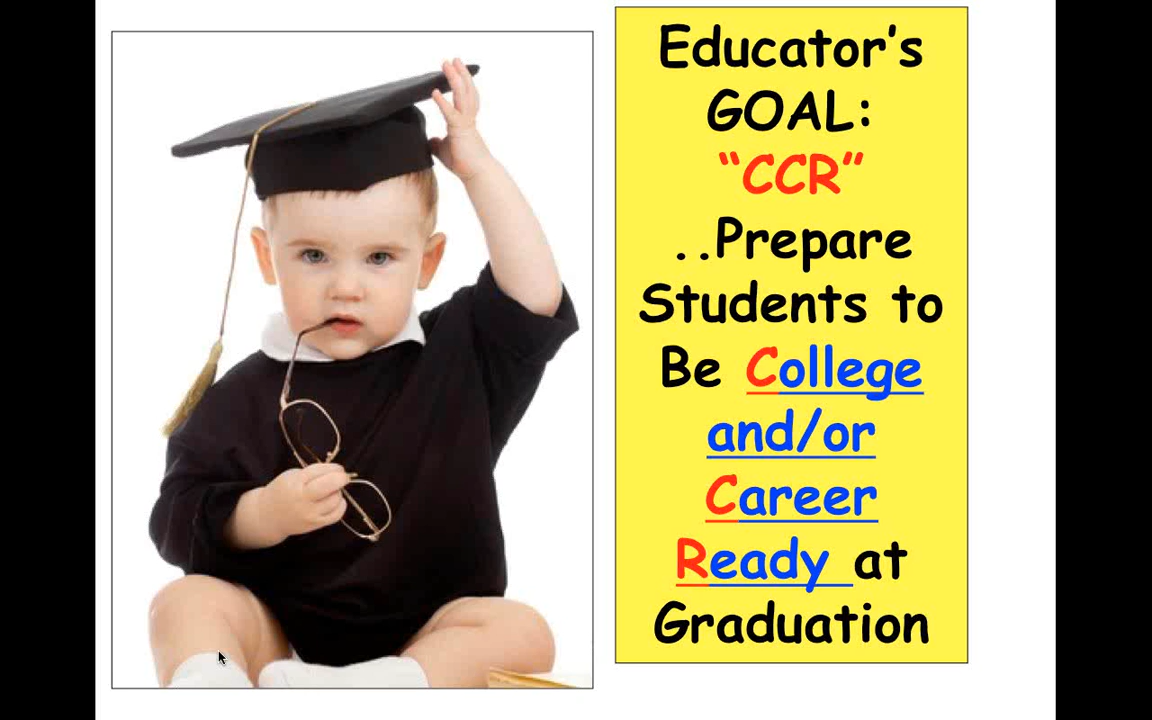 Educator’s
GOAL:
“CCR”
..Prepare
Students to
Be College
and/or
Career
Ready at
Graduation